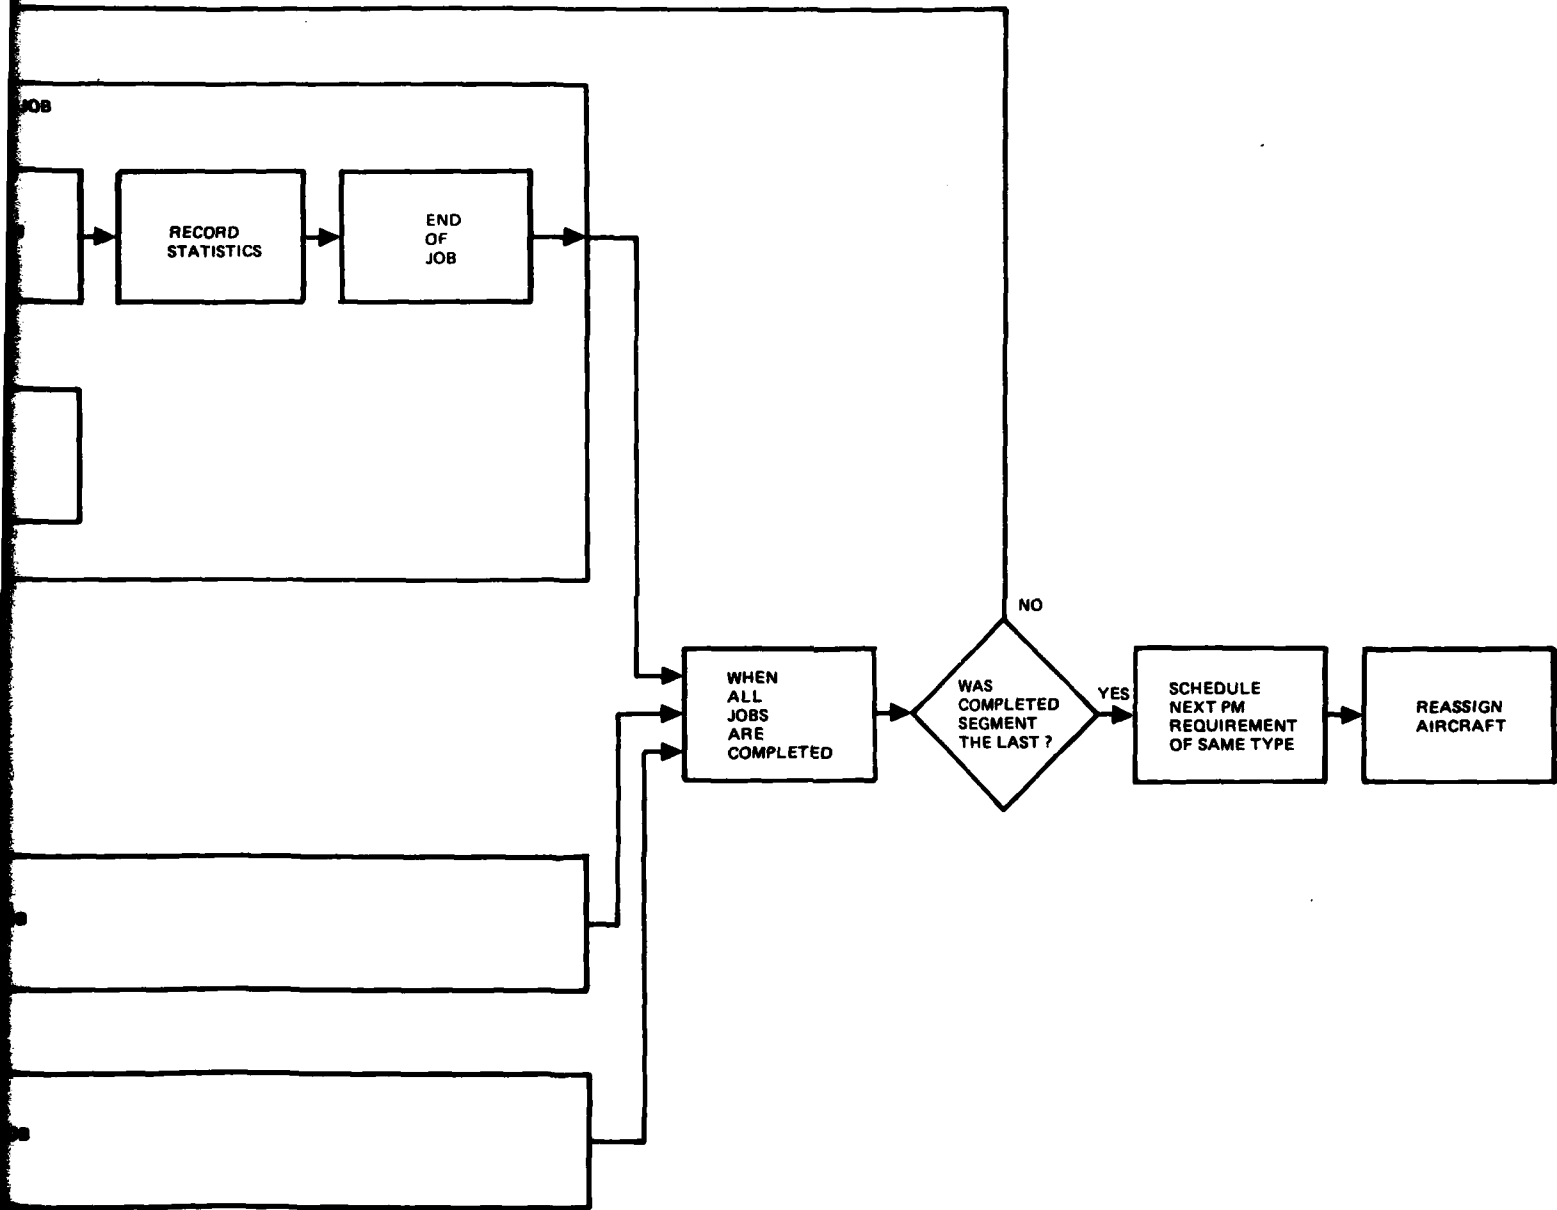 JOB
RECORD
STATISTICS
END
OF
JOB
NO
WHEN
ALL
JOBS
ARE
COMPLETED
WAS
COMPLETED
SEGMENT
THE LAST ?
YES
SCHEDULE
NEXT PM
REQUIREMENT
OF SAME TYPE
REASSIGN
AIRCRAFT